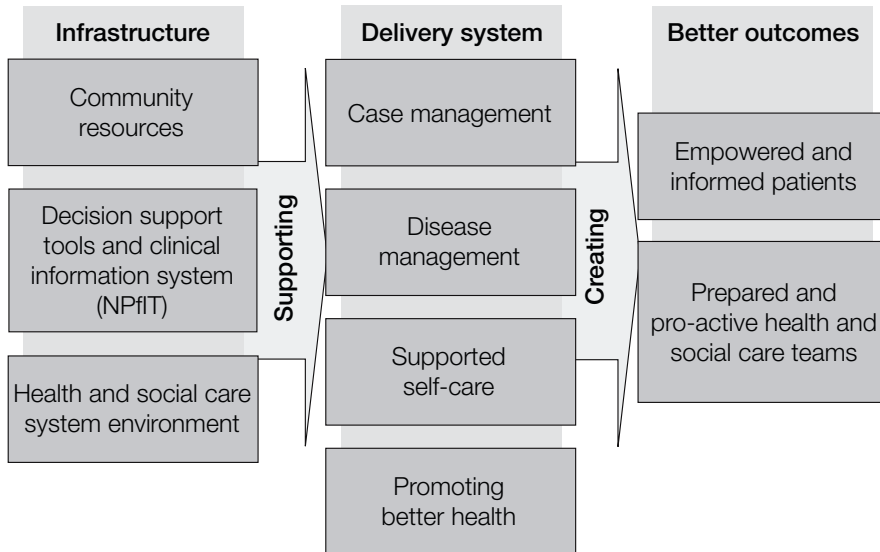 Infrastructure
Community
resources
Decision support
tools and clinical
information system
(NPfIT)
Health and social care
system environment
Supporting
Delivery system
Case management
Disease
management
Supported
self-care
Promoting
better health
Creating
Better outcomes
Empowered and
informed patients
Prepared and
pro-active health and
social care teams